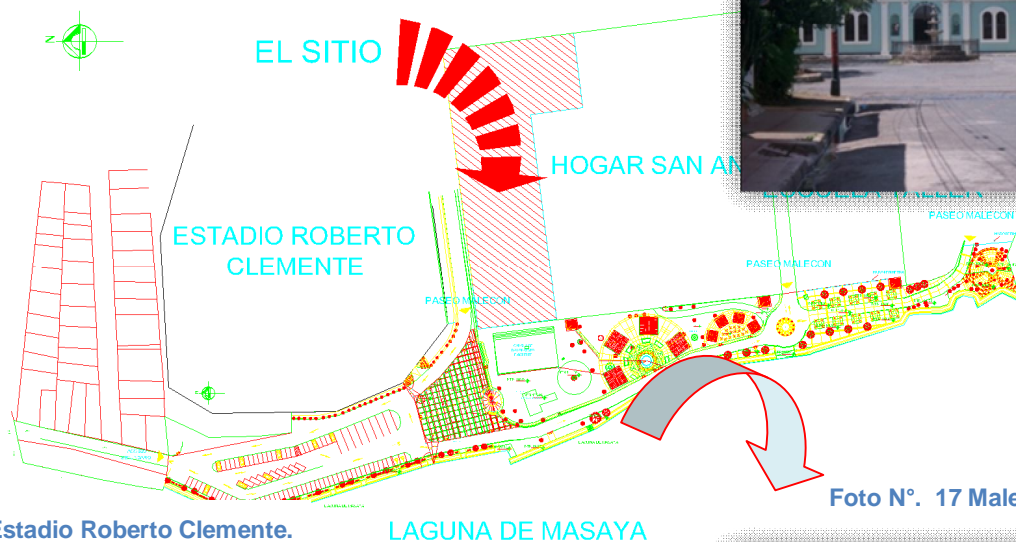 N
EL SITIO
HOGAR SAN AN
PASEO MALECON
ESTADIO ROBERTO
CLEMENTE
PASEO MALECON
PASEO MALECON
Foto N°. 17 Male
Estadio Roberto Clemente.
LAGUNA DE MASAYA